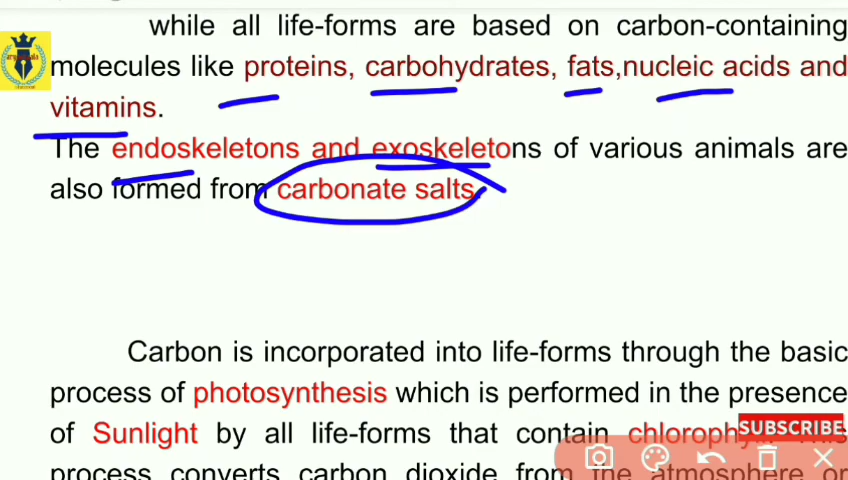 while all life-forms are based on carbon-containing
molecules like proteins, carbohydrates, fats,nucleic acids and
vitamins.
The endoskeletons and exoskeletons of various animals are
also formed from carbonate salts.
Carbon is incorporated into life-forms through the basic
process of photosynthesis which is performed in the presence
of Sunlight by all life-forms that contain
SUBSCRIBE
process converts carbon dioxide from the atmosphere or